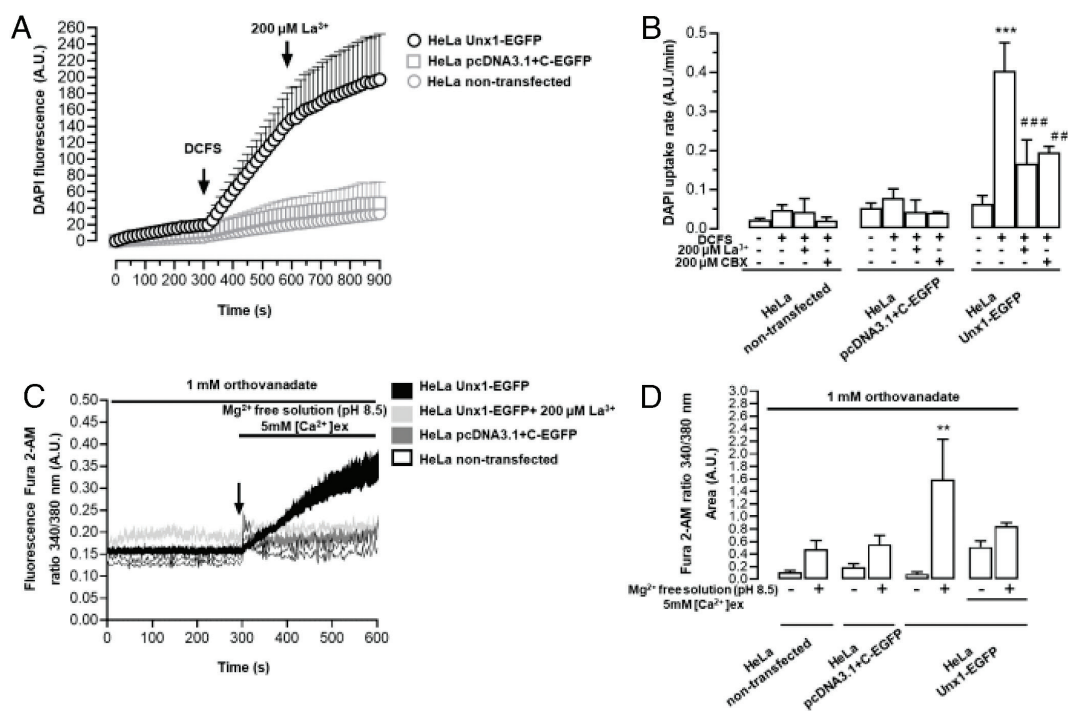 A
DAPI fluorescence (A.U.)
260
240
220
200
180
160
140
120
100
80
60
40
20
0
DCFS
200 µM La³⁺
HeLa Unx1-EGFP
HeLa pcDNA3.1+C-EGFP
HeLa non-transfected
0 50 150 250 350 450 550 650 750 900
Time (s)
B
DAPI uptake rate (A.U./min)
0.5
0.4
0.3
0.2
0.1
0
***
###
##
DCFS - + + + - + + + - + + +
200 µM La³⁺ - - + - - - + - - - + -
200 µM CBX - - - + - - - + - - - +
HeLa
non-transfected
HeLa
pcDNA3.1+C-EGFP
HeLa
Unx1-EGFP
C
Fluorescence Fura 2-AM
ratio 340/380 nm (A.U.)
1 mM orthovanadate
Mg²⁺ free solution (pH 8.5)
5mM [Ca²⁺]ex
0.50
0.45
0.40
0.35
0.30
0.25
0.20
0.15
0.10
0.05
0.00
0 100 200 300 400 500 600
Time (s)
HeLa Unx1-EGFP
HeLa Unx1-EGFP+ 200 µM La³⁺
HeLa pcDNA3.1+C-EGFP
HeLa non-transfected
D
Fura 2-AM ratio 340/380 nm
Area (A.U.)
1 mM orthovanadate
3.0
2.8
2.6
2.4
2.2
2.0
1.8
1.6
1.4
1.2
1.0
0.8
0.6
0.4
0.2
0.0
**
Mg²⁺ free solution (pH 8.5) - + - + - + - +
5mM [Ca²⁺]ex
HeLa
non-transfected
HeLa
pcDNA3.1+C-EGFP
HeLa
Unx1-EGFP